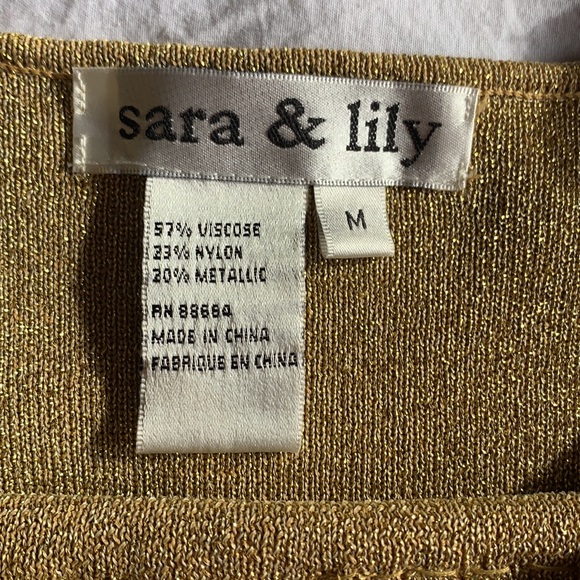 sara & lily
M
57% VISCOSE
23% NYLON
20% METALLIC
RN 88664
MADE IN CHINA
FABRIQUE EN CHINA